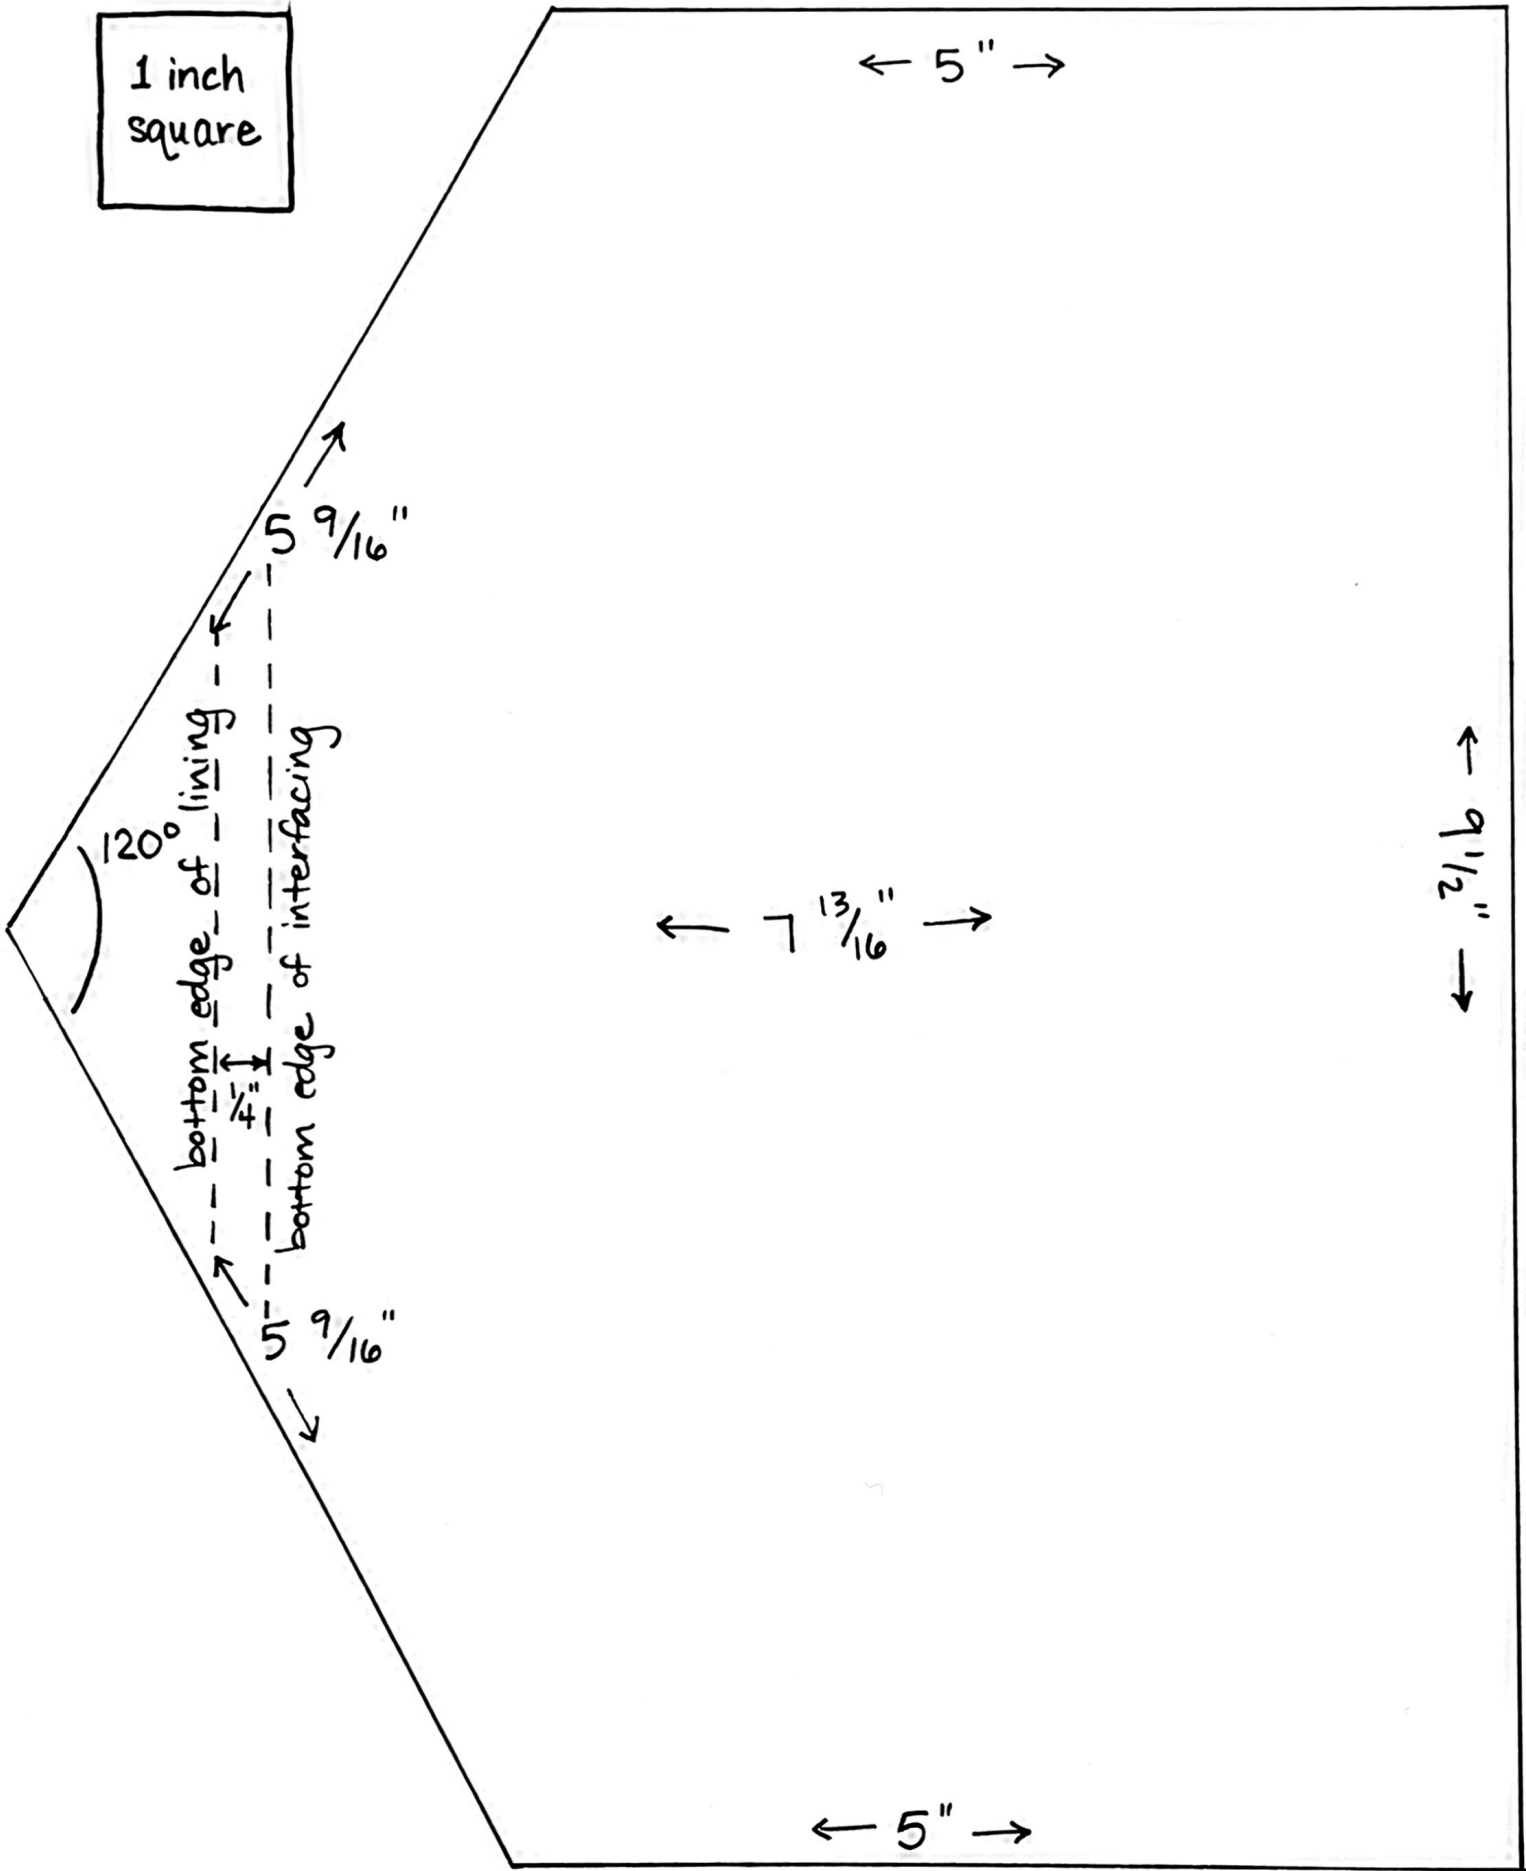 1 inch
square
← 5" →
5 9/16"
120°
bottom edge of lining
bottom edge of interfacing
1/4"
← 7 13/16" →
← 9 1/2" →
5 9/16"
← 5" →